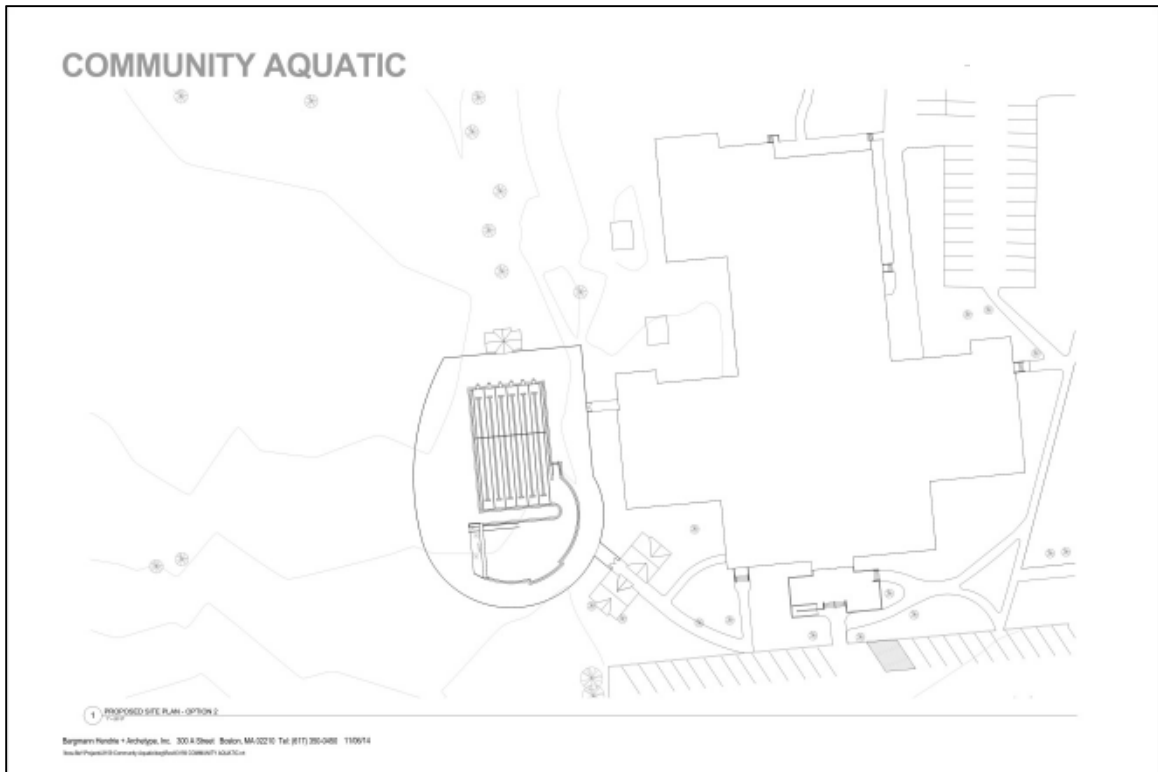 COMMUNITY AQUATIC
1 PROPOSED SITE PLAN - OPTION 2
Bargmann Hendrie + Archetype, Inc. 300 A Street Boston, MA 02210 Tel: (617) 350-0450 11/06/14